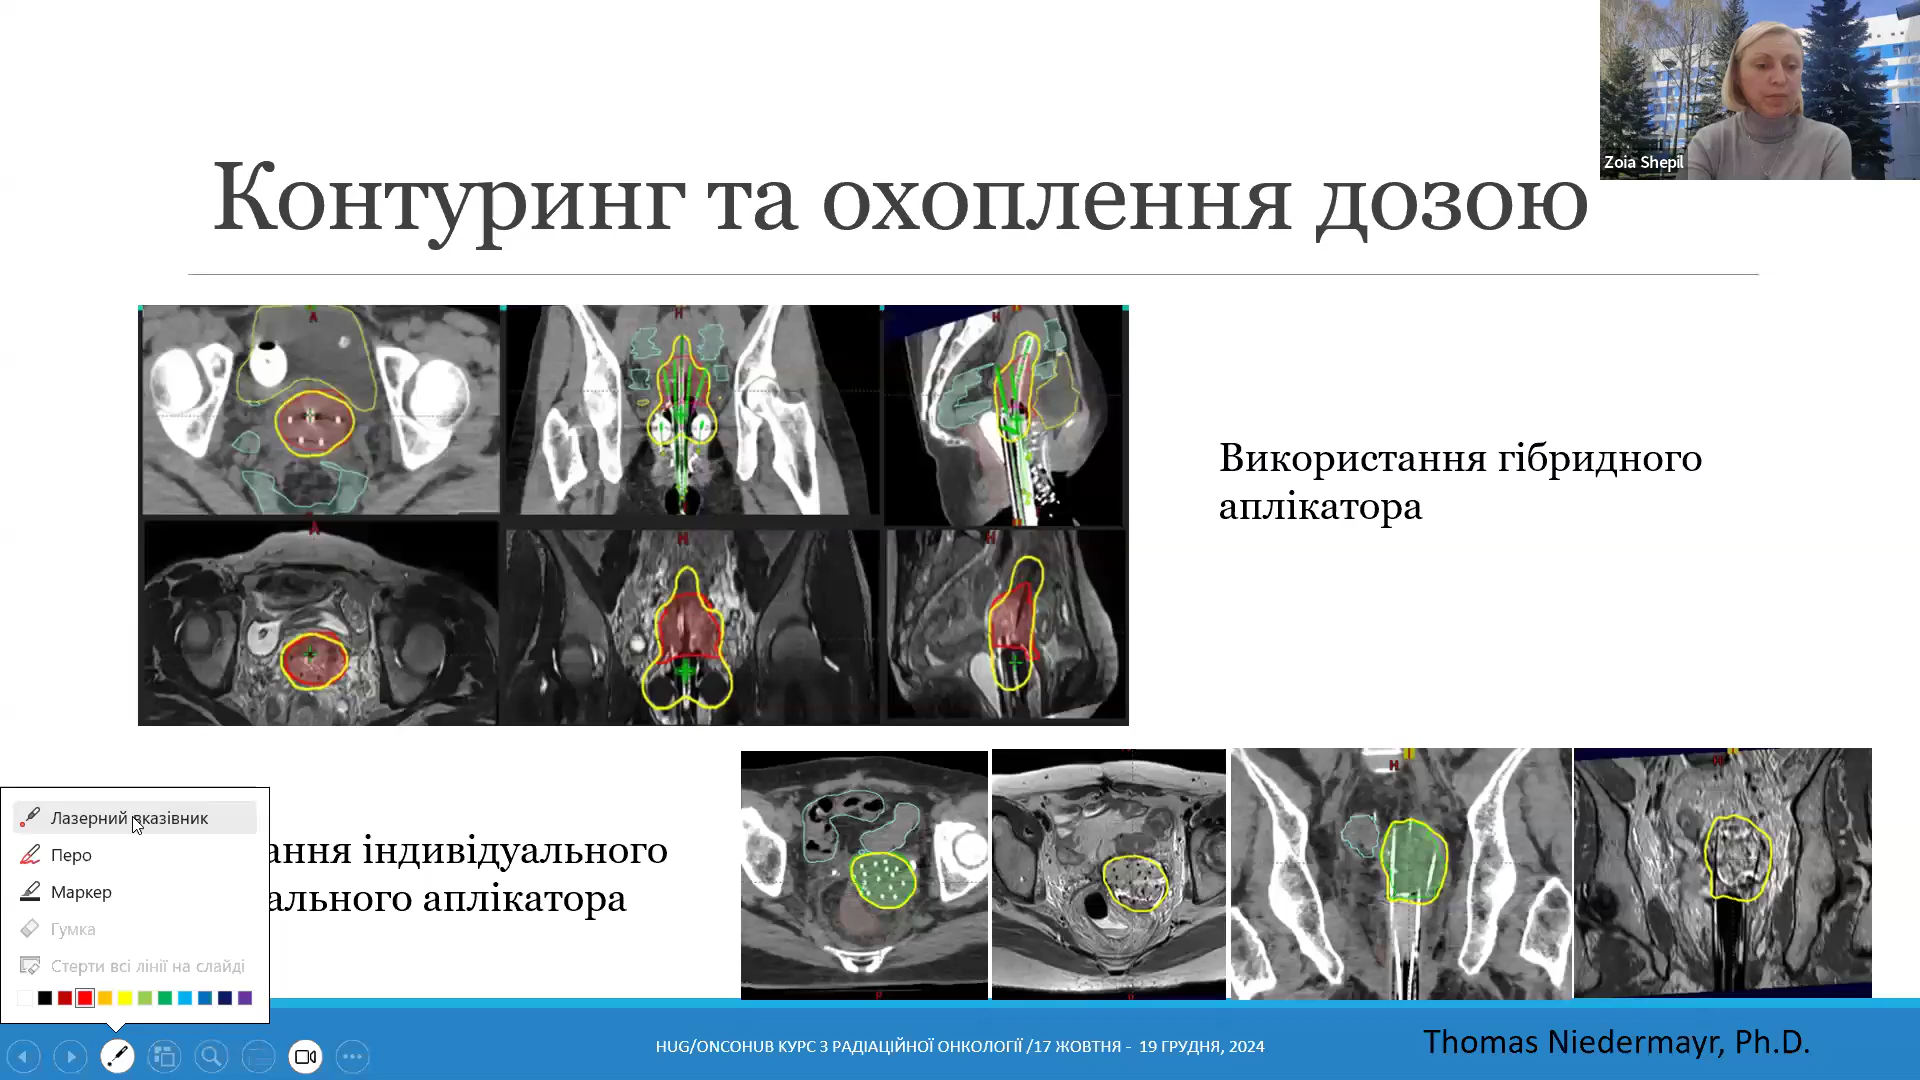 Zoia Shepil
Контуринг та охоплення дозою
A
H
H
Використання гібридного
аплікатора
A
H
H
ання індивідуального
ального аплікатора
H
H
Лазерний вказівник
Перо
Маркер
Гумка
Стерти всі лінії на слайді
HUG/ONCOHUB КУРС З РАДІАЦІЙНОЇ ОНКОЛОГІЇ /17 ЖОВТНЯ - 19 ГРУДНЯ, 2024
Thomas Niedermayr, Ph.D.